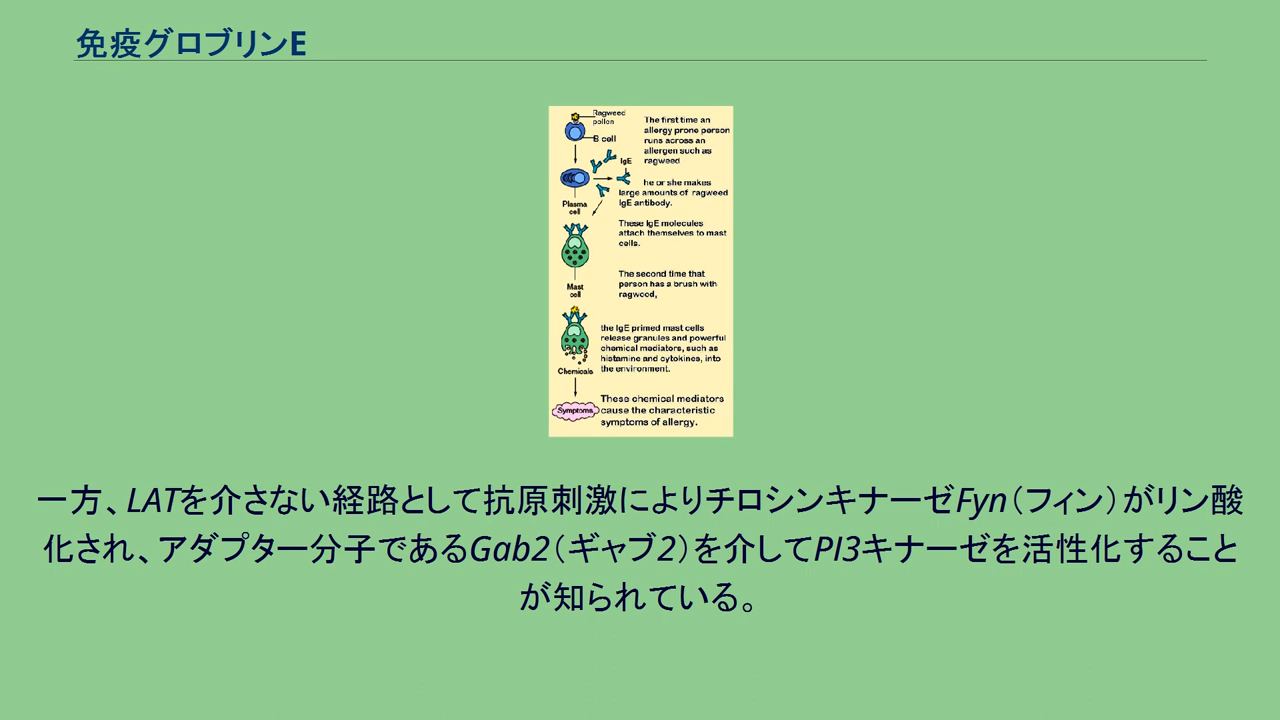 免疫グロブリンE
Ragweed
pollon
B cell
The first time an
allergy prone person
runs across an
allergen such as
ragweed
IgE
he or she makes
large amounts of ragweed
IgE antibody.
Plasma
cell
These IgE molecules
attach themselves to mast
cells.
The second time that
person has a brush with
ragwood,
Mast
cell
the IgE primed mast cells
release granules and powerful
chemical mediators, such as
histamine and cytokines, into
the environment.
Chemicals
These chemical mediators
cause the characteristic
symptoms of allergy.
Symptoms
一方、LATを介さない経路として抗原刺激によりチロシンキナーゼFyn（フィン）がリン酸
化され、アダプター分子であるGab2（ギャブ2）を介してPI3キナーゼを活性化すること
が知られている。